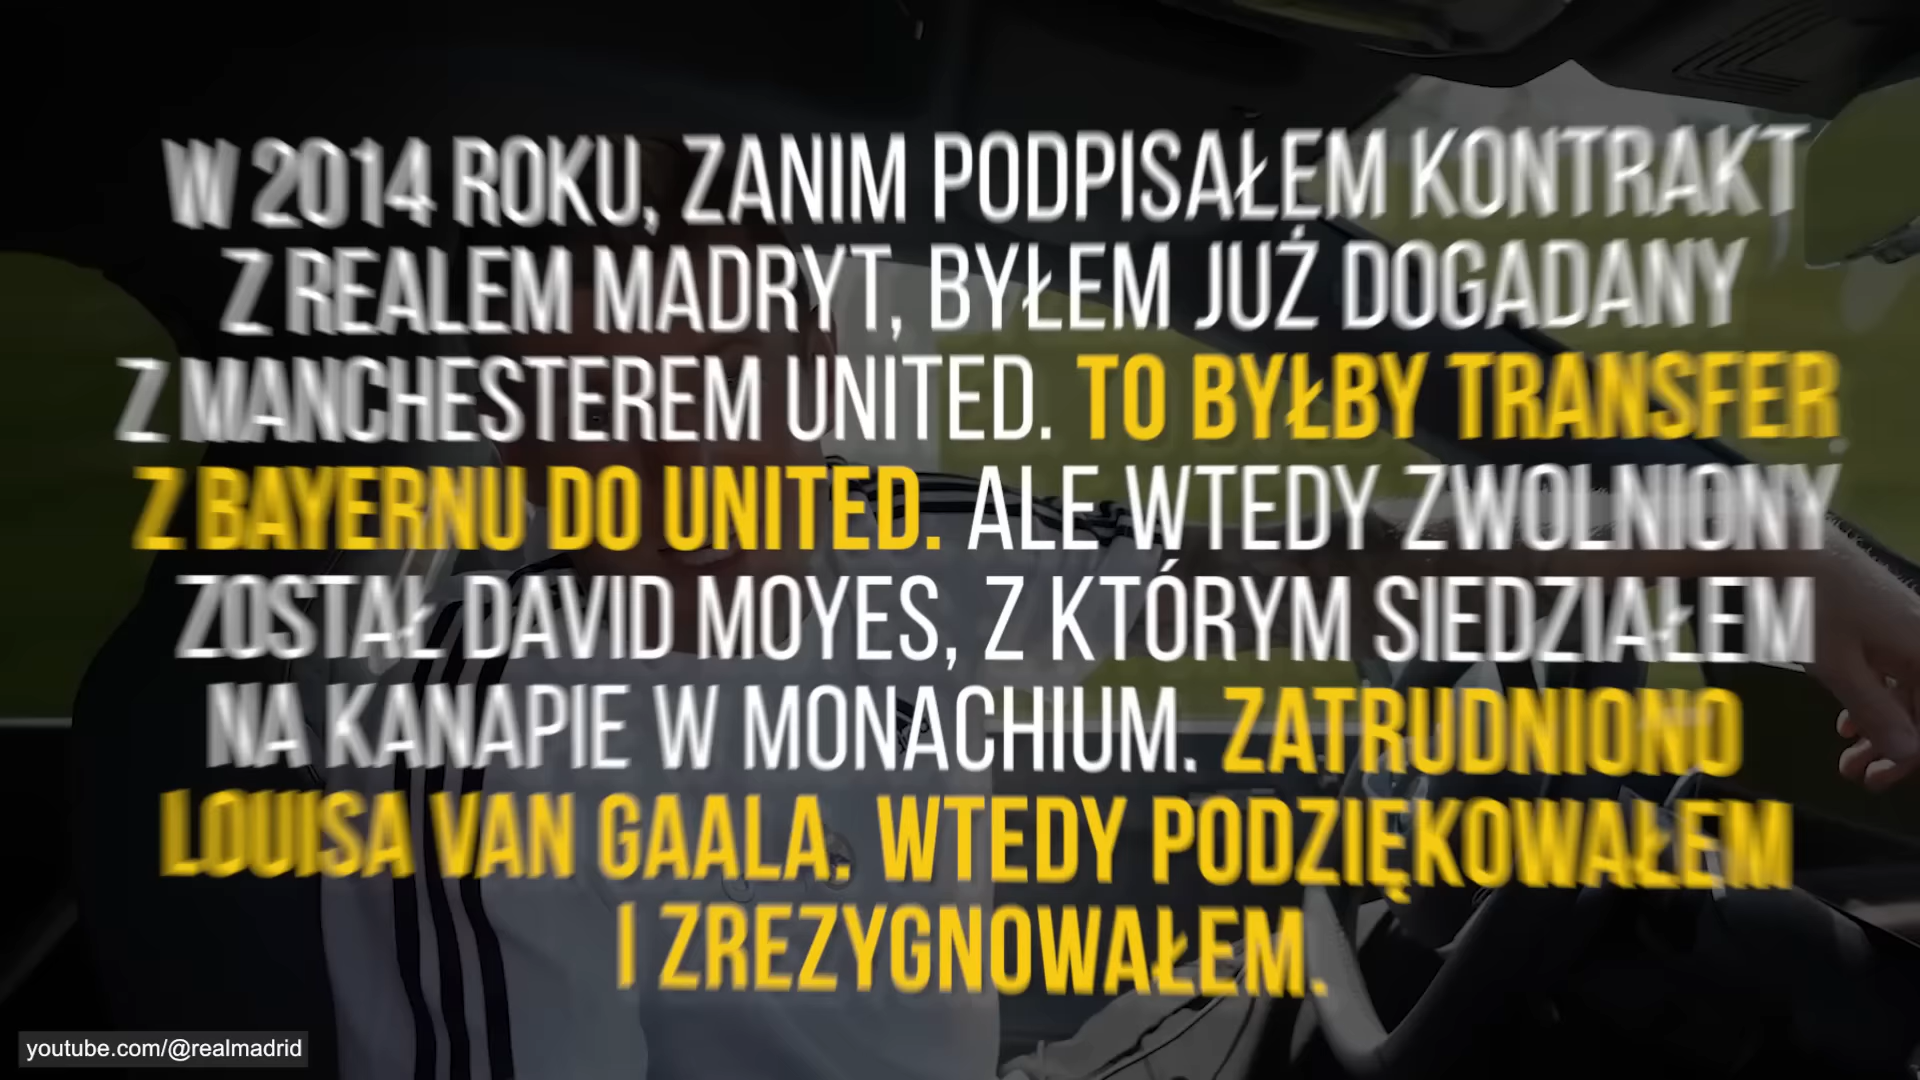 W 2014 ROKU, ZANIM PODPISAŁEM KONTRAKT
Z REALEM MADRYT, BYŁEM JUŻ DOGADANY
Z MANCHESTEREM UNITED. TO BYŁBY TRANSFER
Z BAYERNU DO UNITED. ALE WTEDY ZWOLNIONY
ZOSTAŁ DAVID MOYES, Z KTÓRYM SIEDZIAŁEM
NA KANAPIE W MONACHIUM. ZATRUDNIONO
LOUISA VAN GAALA. WTEDY PODZIĘKOWAŁEM
I ZREZYGNOWAŁEM.
youtube.com/@realmadrid